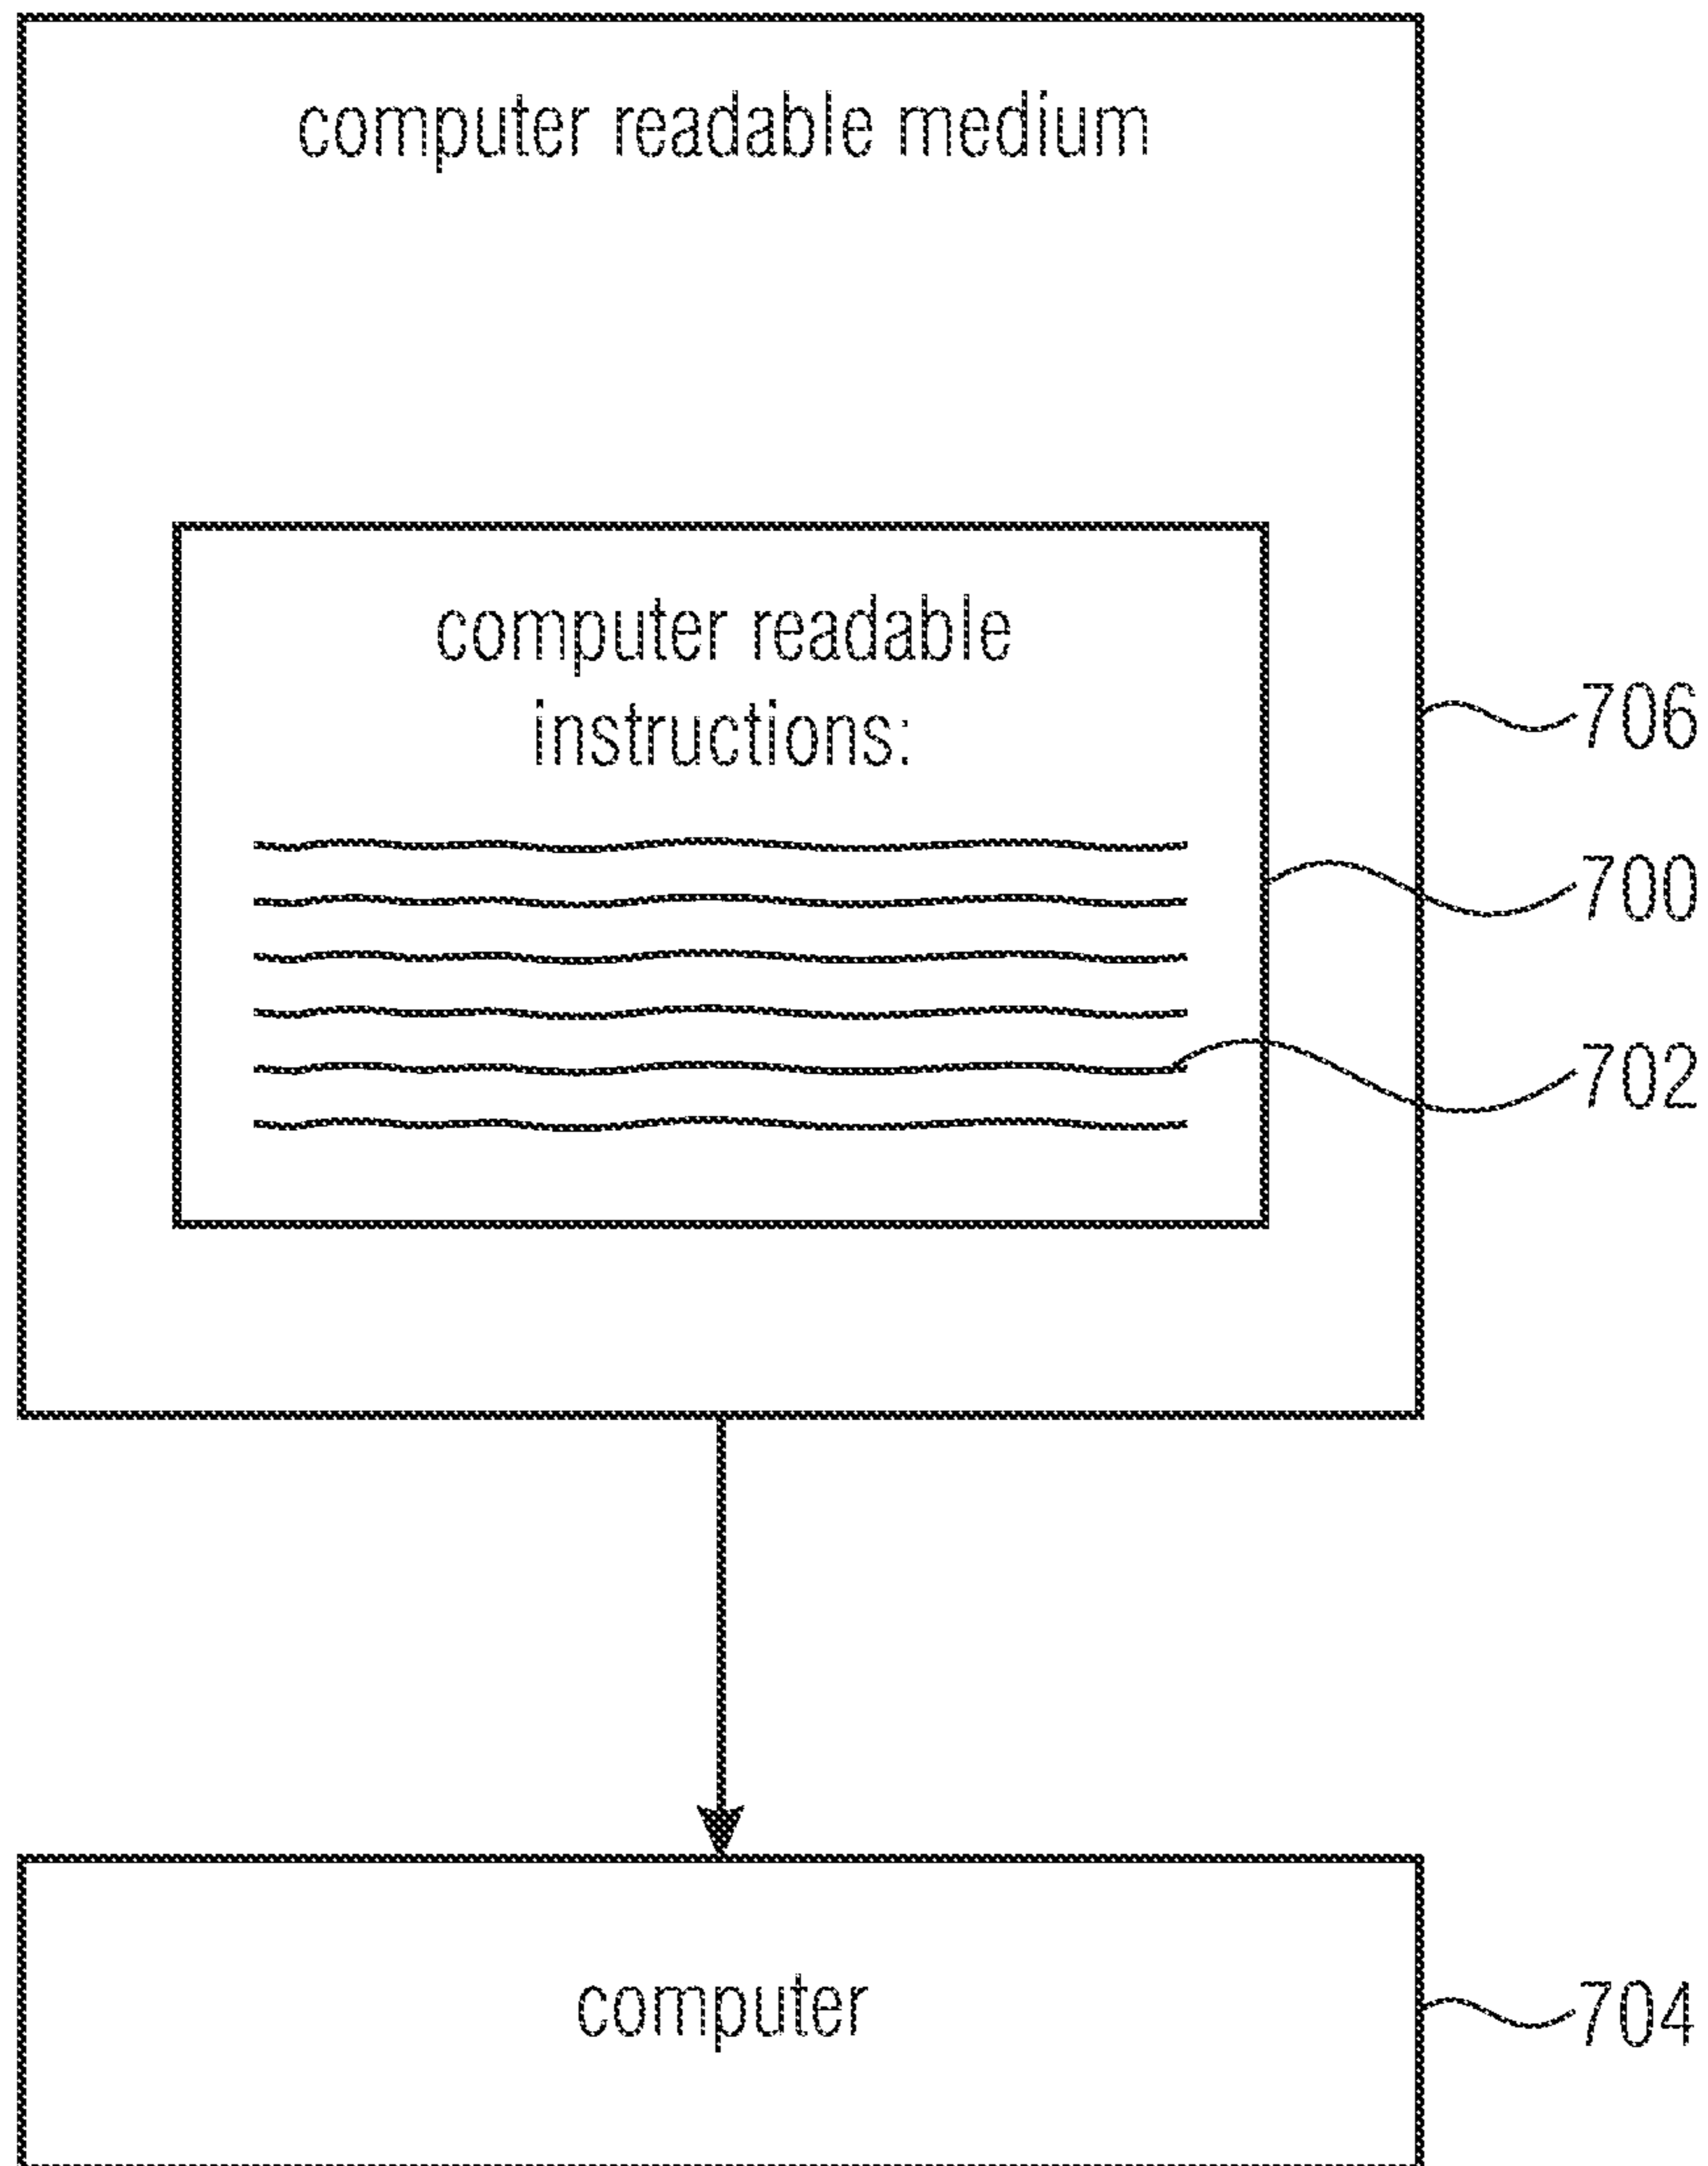 computer readable medium
computer readable
instructions:
706
700
702
computer
704